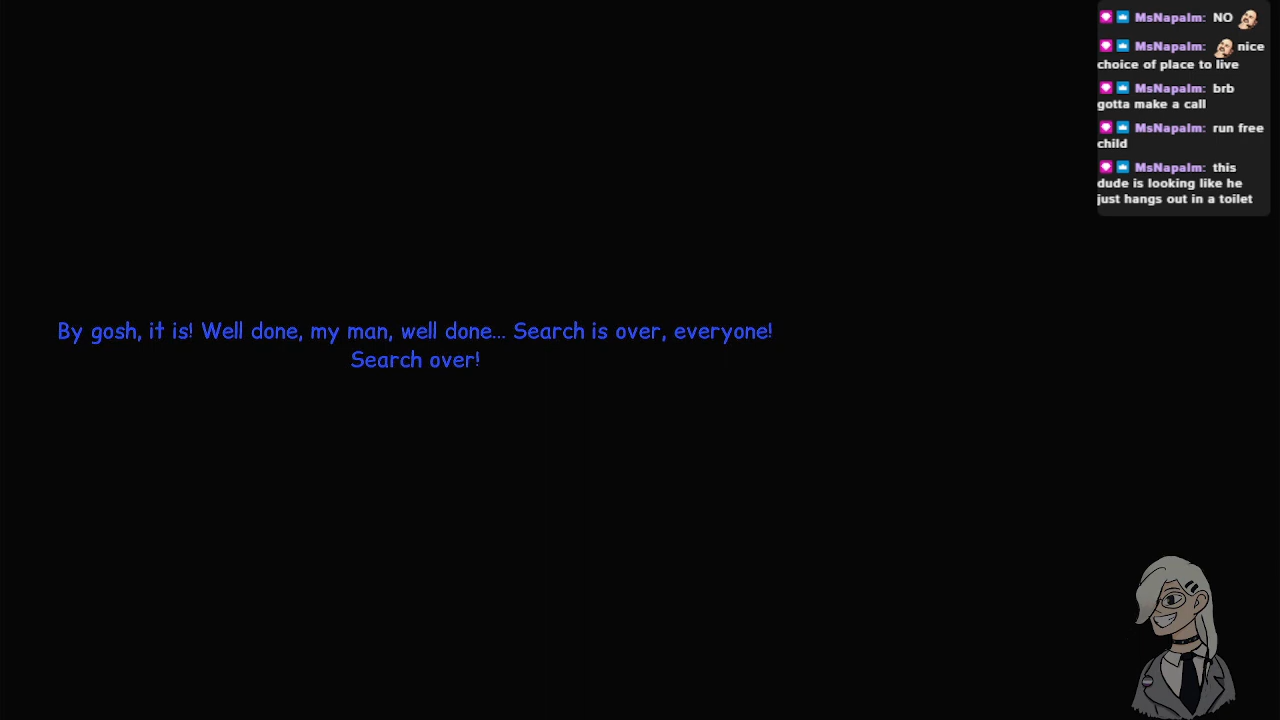 MsNapalm: NO
MsNapalm: nice
choice of place to live
MsNapalm: brb
gotta make a call
MsNapalm: run free
child
MsNapalm: this
dude is looking like he
just hangs out in a toilet
By gosh, it is! Well done, my man, well done... Search is over, everyone!
Search over!